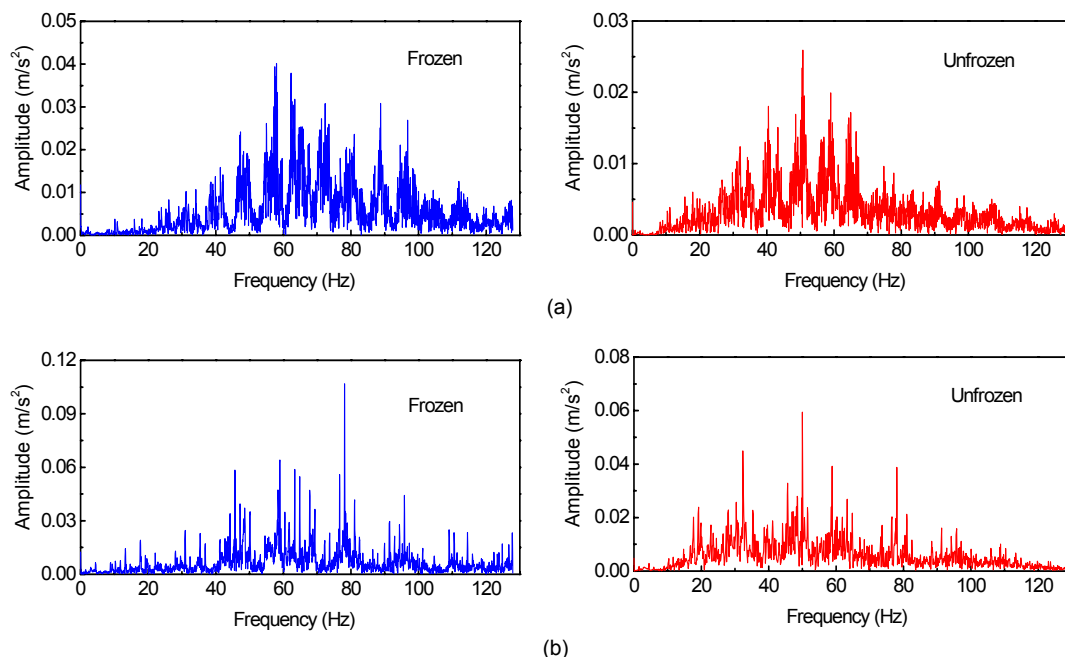 0.05
0.04
0.03
0.02
0.01
0.00
Amplitude (m/s²)
Frozen
0 20 40 60 80 100 120
Frequency (Hz)
0.03
0.02
0.01
0.00
Amplitude (m/s²)
Unfrozen
0 20 40 60 80 100 120
Frequency (Hz)
(a)
0.12
0.09
0.06
0.03
0.00
Amplitude (m/s²)
Frozen
0 20 40 60 80 100 120
Frequency (Hz)
0.08
0.06
0.04
0.02
0.00
Amplitude (m/s²)
Unfrozen
0 20 40 60 80 100 120
Frequency (Hz)
(b)